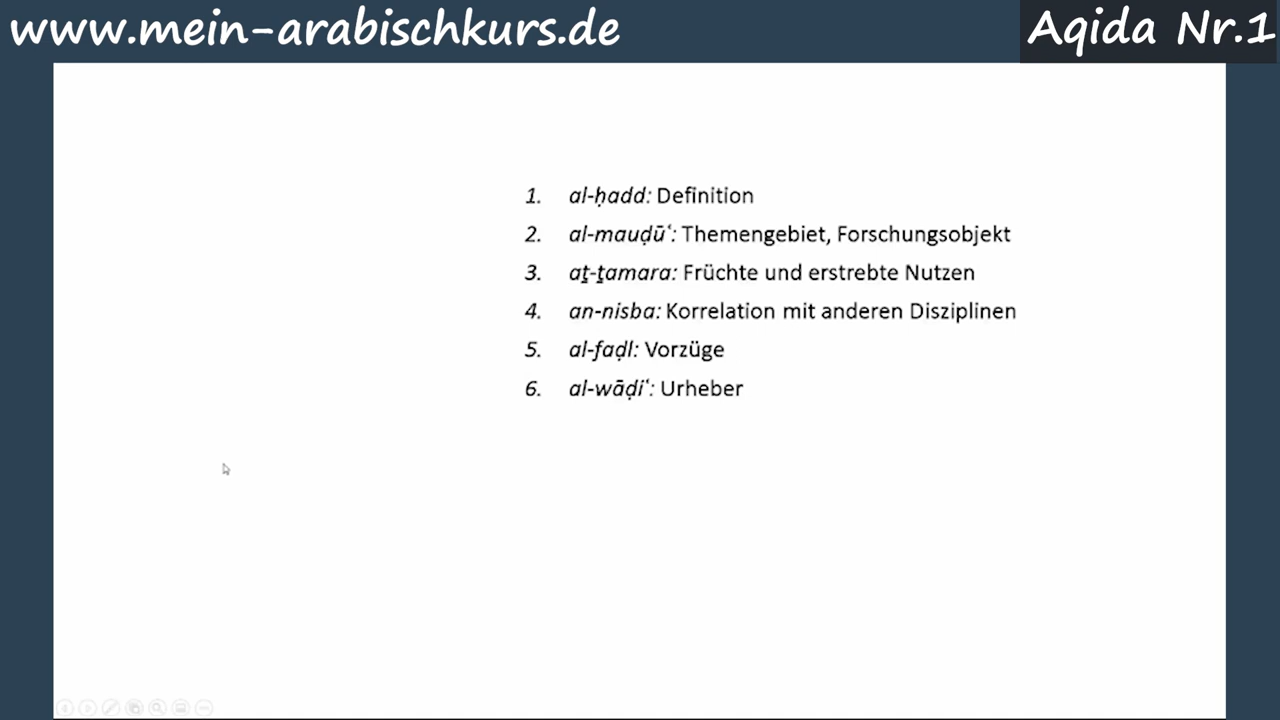 www.mein-arabischkurs.de
Aqida Nr.1
1. al-ḥadd: Definition
2. al-mauḍūʿ: Themengebiet, Forschungsobjekt
3. aṯ-ṯamara: Früchte und erstrebte Nutzen
4. an-nisba: Korrelation mit anderen Disziplinen
5. al-faḍl: Vorzüge
6. al-wāḍiʿ: Urheber